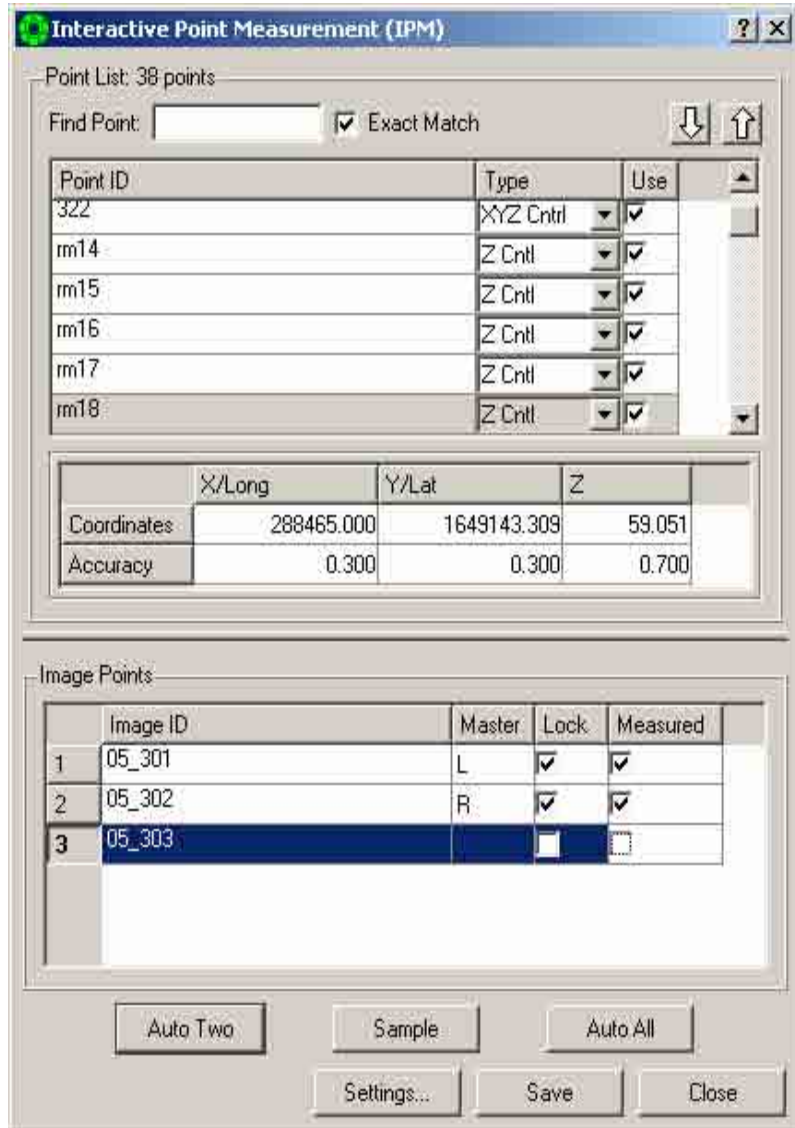 Interactive Point Measurement (IPM)
Point List: 38 points
Find Point: Exact Match
Point ID Type Use
322 XYZ Cntrl
rm14 Z Cntl
rm15 Z Cntl
rm16 Z Cntl
rm17 Z Cntl
rm18 Z Cntl
X/Long Y/Lat Z
Coordinates 288465.000 1649143.309 59.051
Accuracy 0.300 0.300 0.700
Image Points
Image ID Master Lock Measured
1 05_301 L
2 05_302 R
3 05_303
Auto Two Sample Auto All
Settings... Save Close